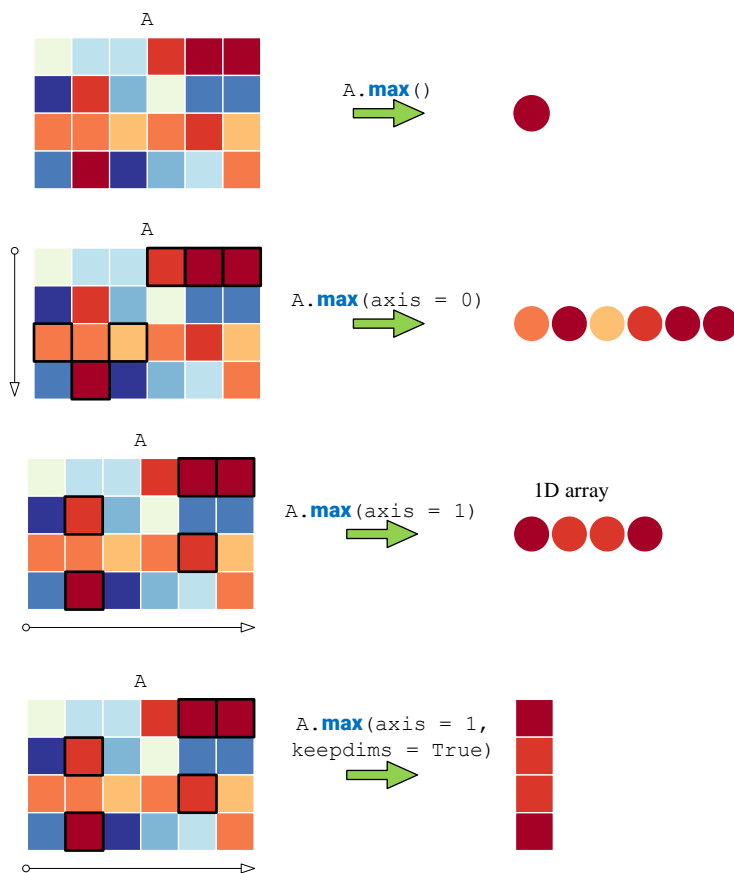 A
A.max()
A
A.max(axis = 0)
A
A.max(axis = 1)
1D array
A
A.max(axis = 1,
keepdims = True)